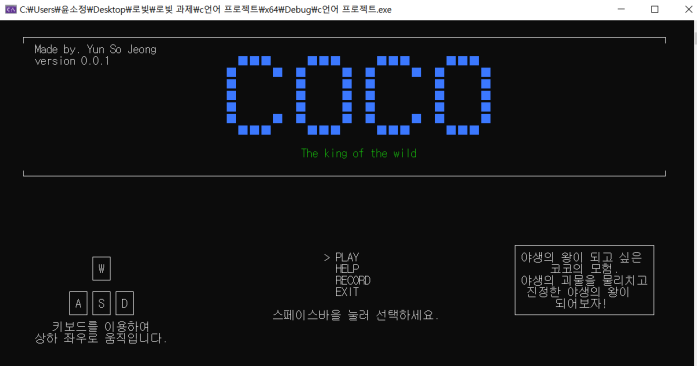 C:₩Users₩윤소정₩Desktop₩로빛₩로빛 과제₩c언어 프로젝트₩x64₩Debug₩c언어 프로젝트.exe
Made by. Yun So Jeong
version 0.0.1
COCO
The king of the wild
> PLAY
HELP
RECORD
EXIT
스페이스바를 눌러 선택하세요.
W
A S D
키보드를 이용하여
상하 좌우로 움직입니다.
야생의 왕이 되고 싶은
코코의 모험.
야생의 괴물을 물리치고
진정한 야생의 왕이
되어보자!